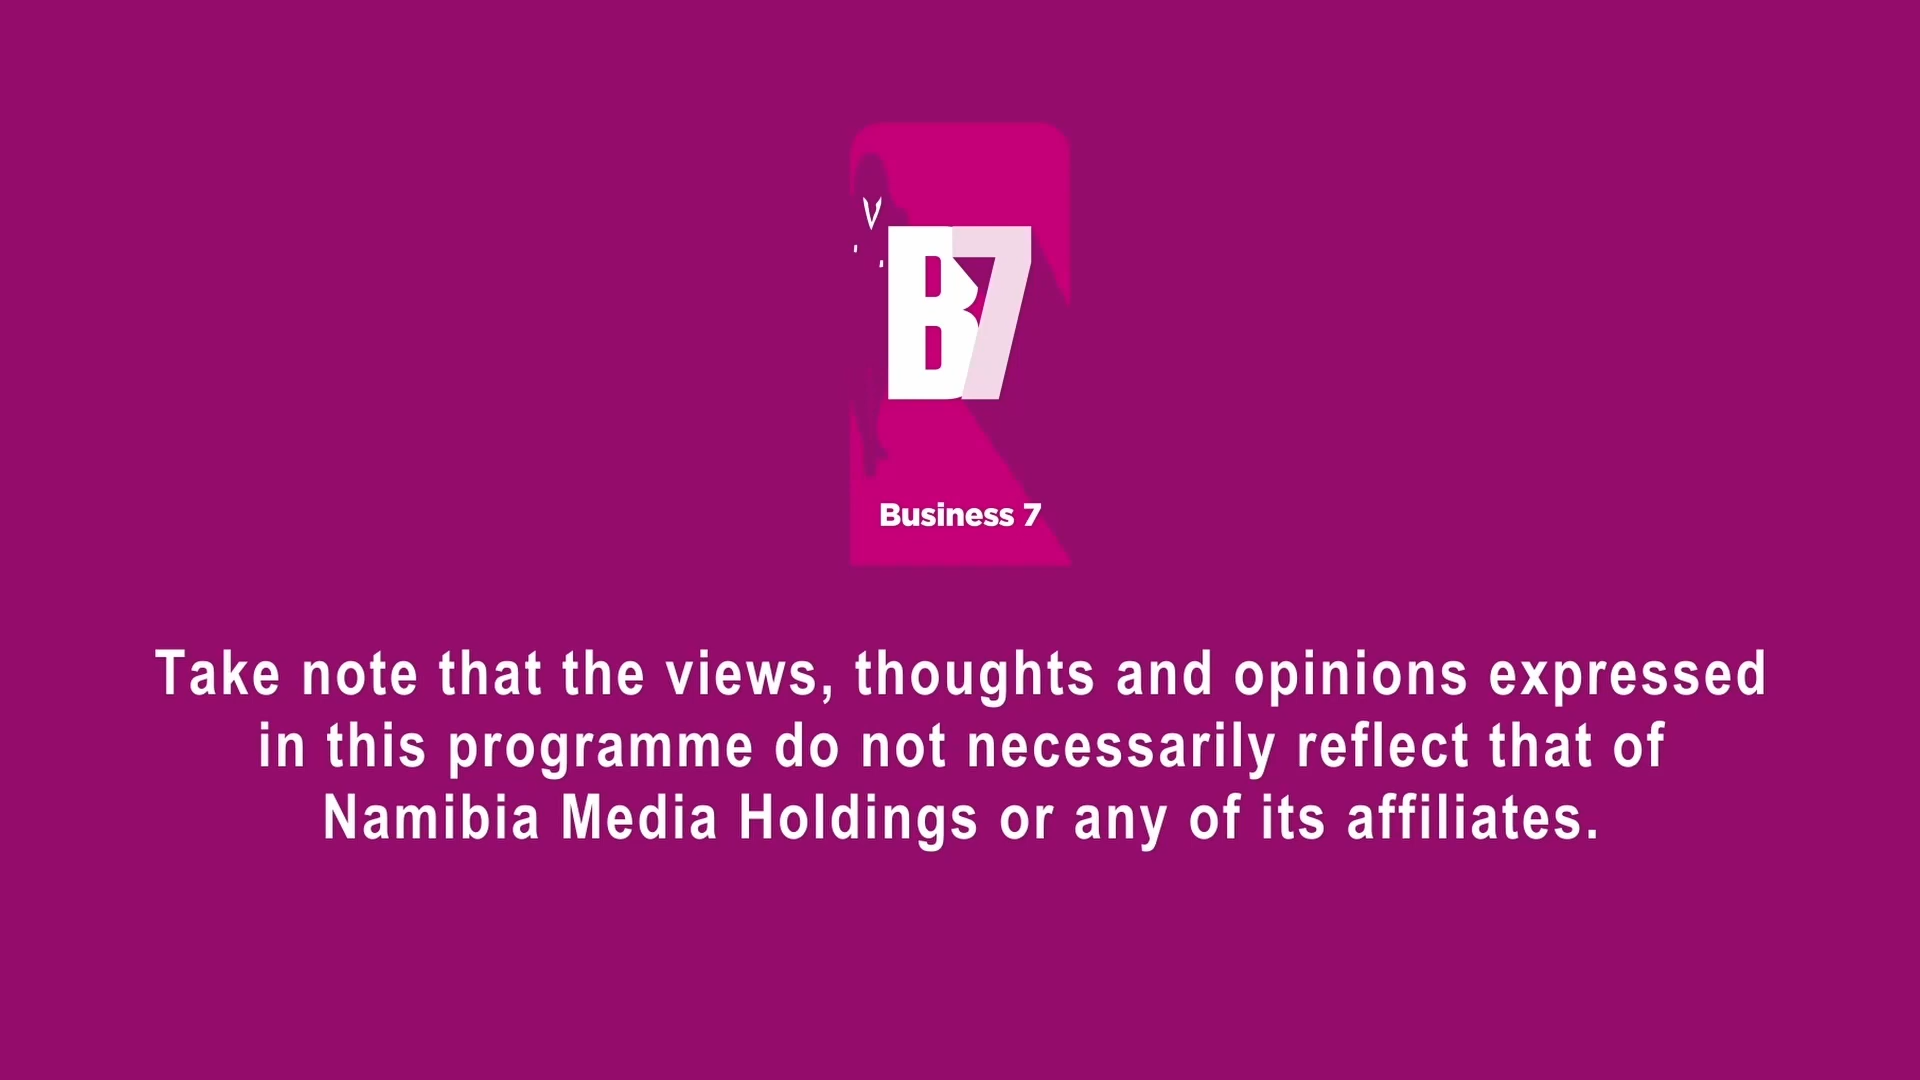 B7
Business 7
Take note that the views, thoughts and opinions expressed
in this programme do not necessarily reflect that of
Namibia Media Holdings or any of its affiliates.